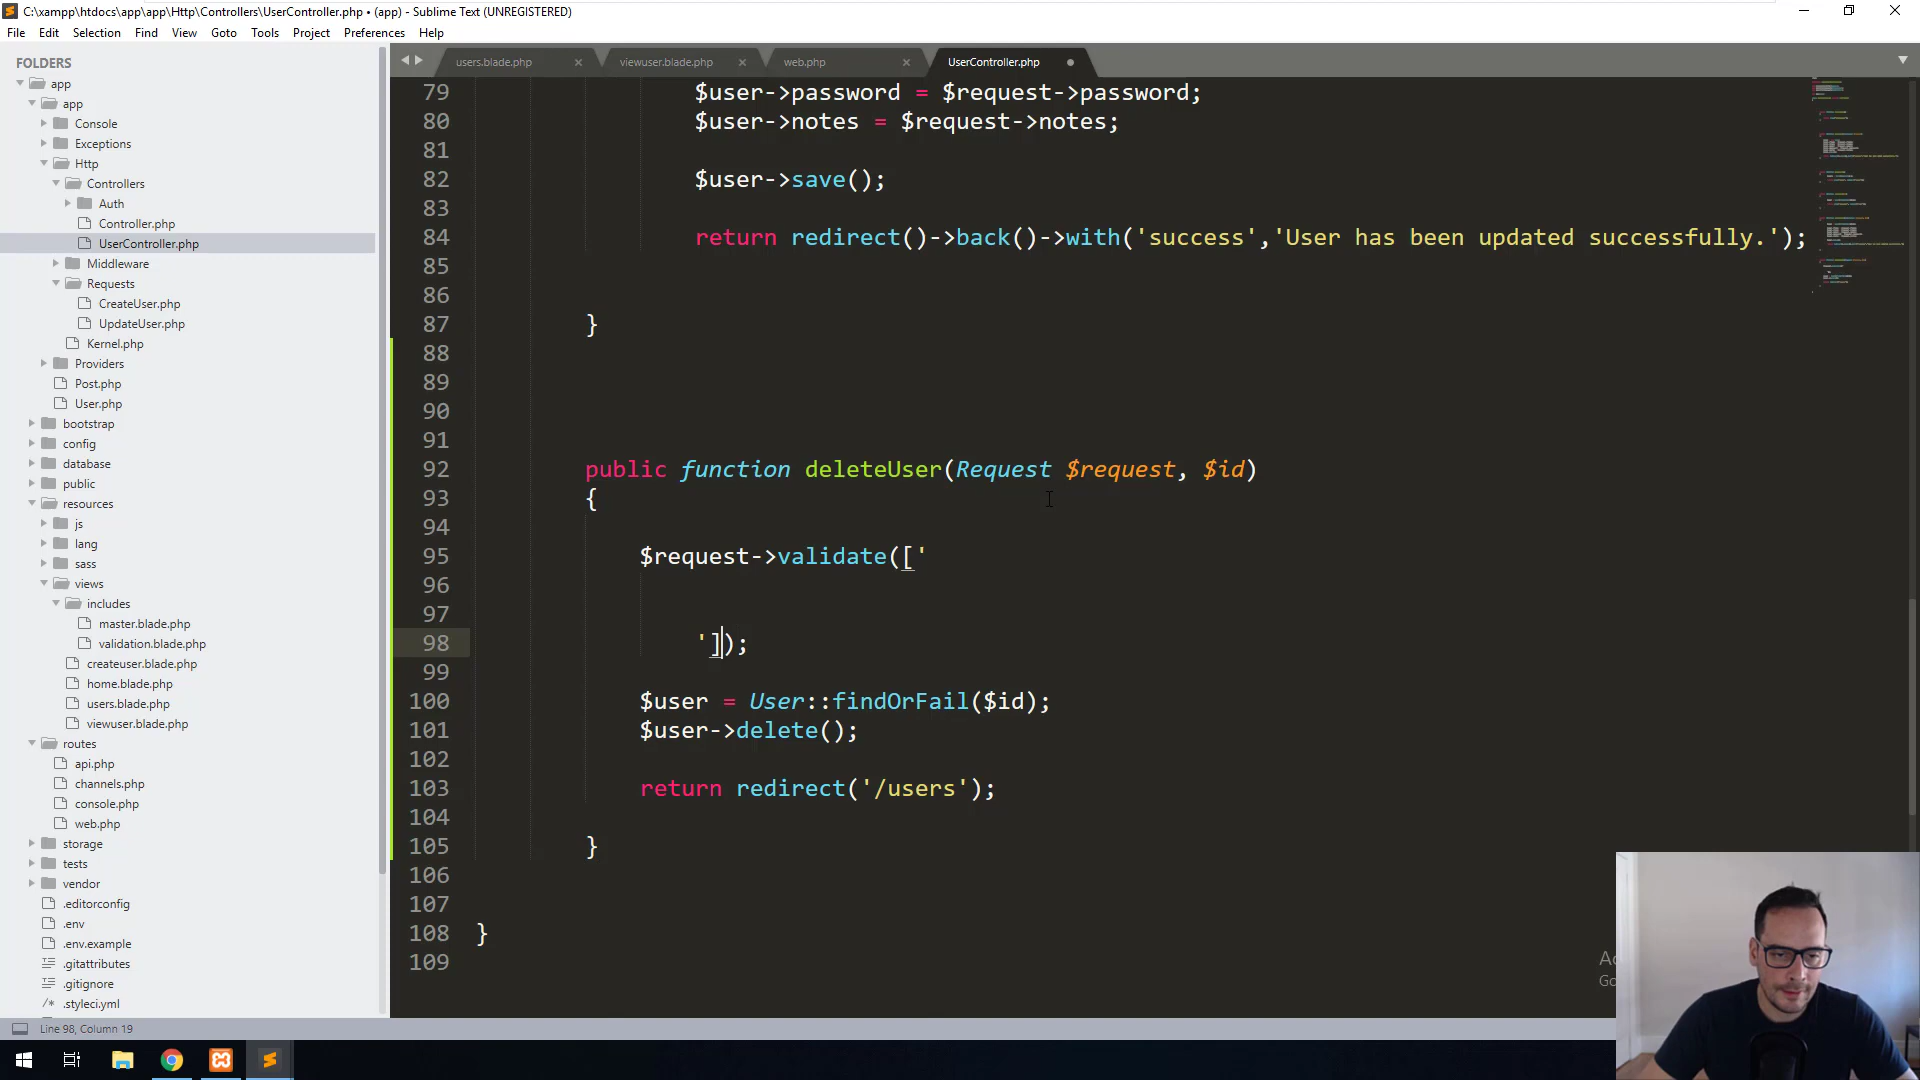 C:\xampp\htdocs\app\app\Http\Controllers\UserController.php • (app) - Sublime Text (UNREGISTERED)
File Edit Selection Find View Goto Tools Project Preferences Help
FOLDERS
app
app
Console
Exceptions
Http
Controllers
Auth
Controller.php
UserController.php
Middleware
Requests
CreateUser.php
UpdateUser.php
Kernel.php
Providers
Post.php
User.php
bootstrap
config
database
public
resources
js
lang
sass
views
includes
master.blade.php
validation.blade.php
createuser.blade.php
home.blade.php
users.blade.php
viewuser.blade.php
routes
api.php
channels.php
console.php
web.php
storage
tests
vendor
.editorconfig
.env
.env.example
.gitattributes
.gitignore
.styleci.yml
users.blade.php viewuser.blade.php web.php UserController.php
79 $user->password = $request->password;
80 $user->notes = $request->notes;
81
82 $user->save();
83
84 return redirect()->back()->with('success','User has been updated successfully.');
85
86
87 }
88
89
90
91
92 public function deleteUser(Request $request, $id)
93 {
94
95 $request->validate(['
96
97
98 ']);
99
100 $user = User::findOrFail($id);
101 $user->delete();
102
103 return redirect('/users');
104
105 }
106
107
108 }
109
Line 98, Column 19